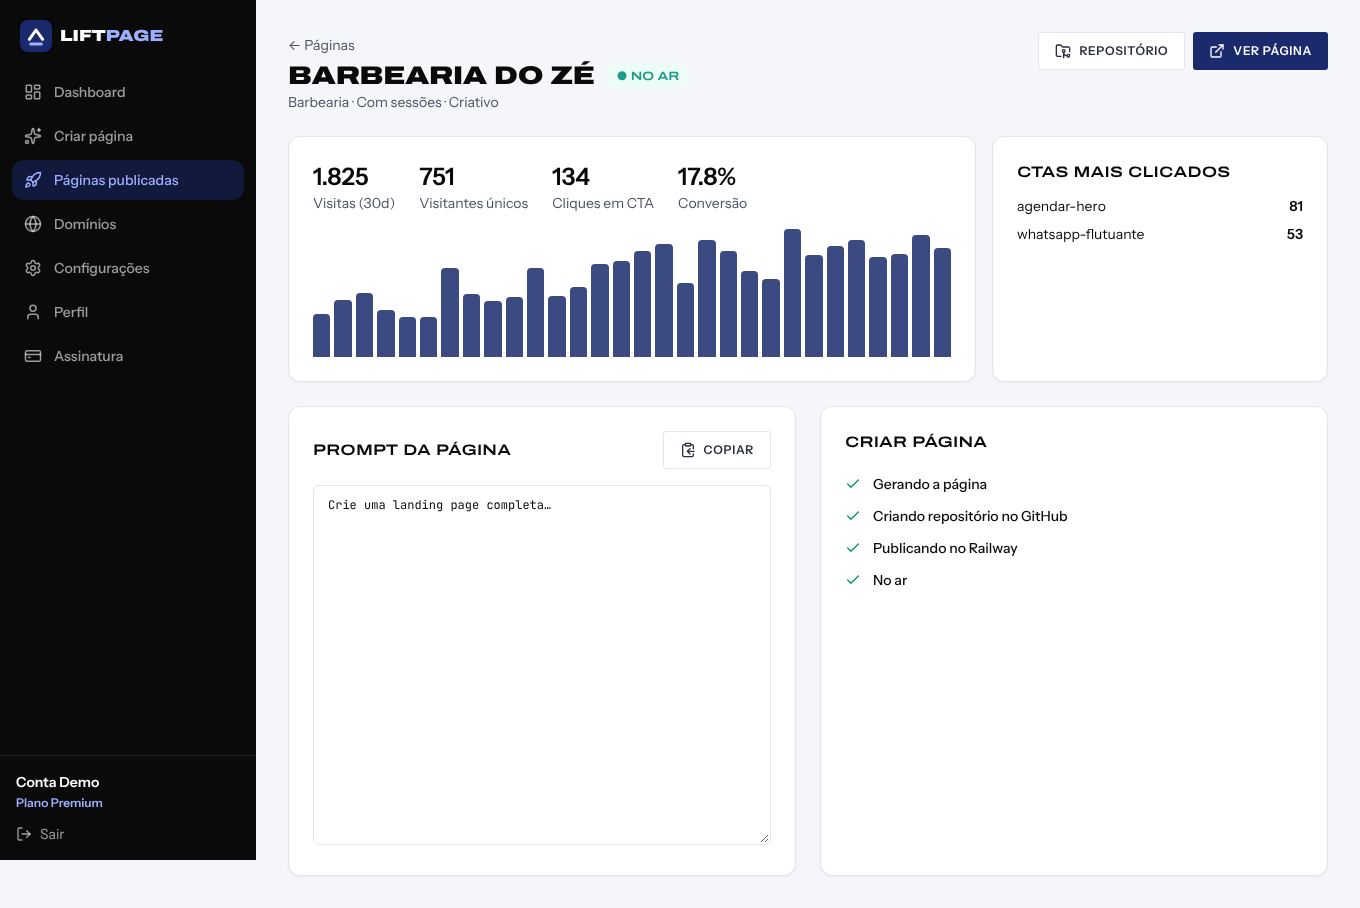 LIFTPAGE
Dashboard
Criar página
Páginas publicadas
Domínios
Configurações
Perfil
Assinatura
Conta Demo
Plano Premium
Sair
← Páginas
BARBEARIA DO ZÉ
NO AR
Barbearia · Com sessões · Criativo
REPOSITÓRIO
VER PÁGINA
1.825
Visitas (30d)
751
Visitantes únicos
134
Cliques em CTA
17.8%
Conversão
CTAS MAIS CLICADOS
agendar-hero 81
whatsapp-flutuante 53
PROMPT DA PÁGINA
COPIAR
Crie uma landing page completa…
CRIAR PÁGINA
Gerando a página
Criando repositório no GitHub
Publicando no Railway
No ar